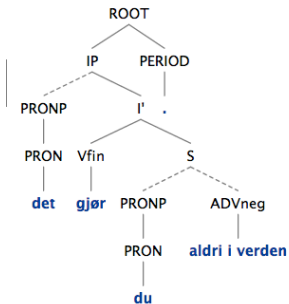 ROOT
IP PERIOD
PRONP I' .
PRON Vfin S
det gjør PRONP ADVneg
PRON aldri i verden
du